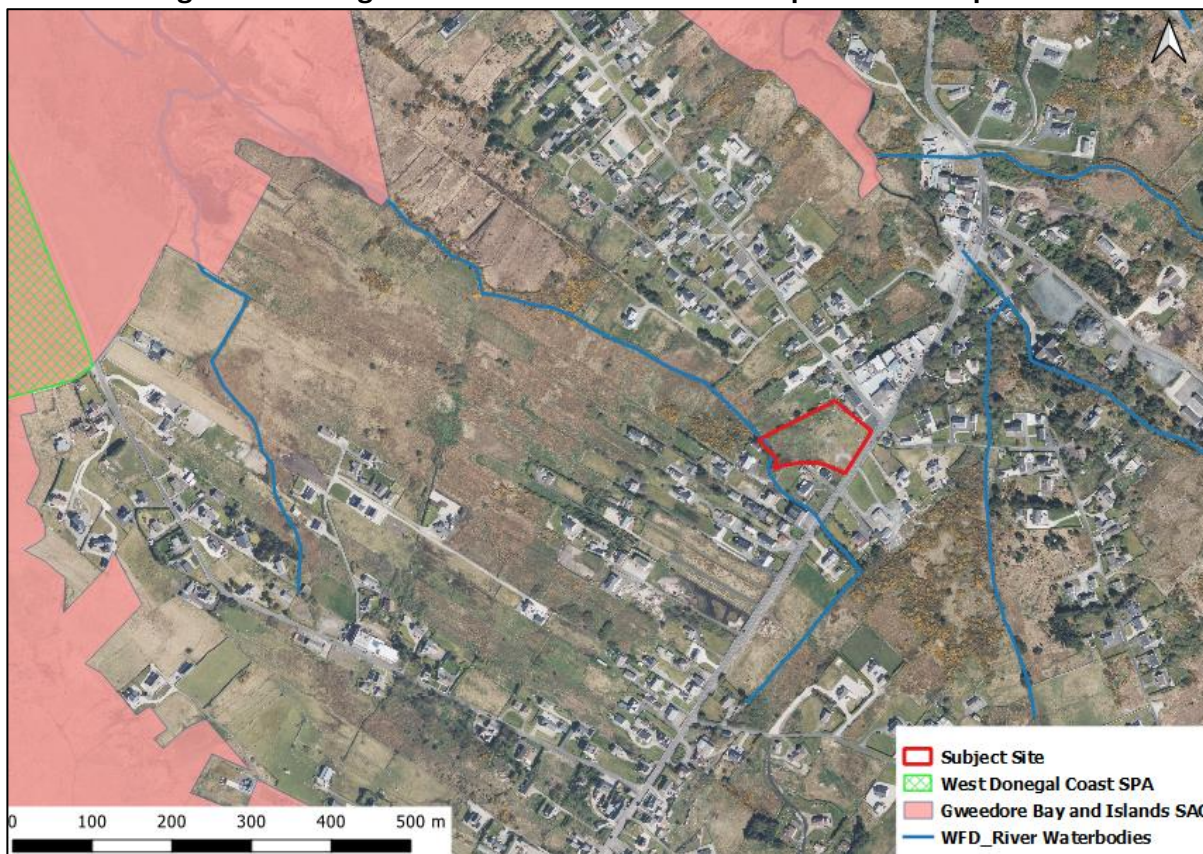 Subject Site
West Donegal Coast SPA
Gweedore Bay and Islands SAC
WFD_River Waterbodies
0 100 200 300 400 500 m